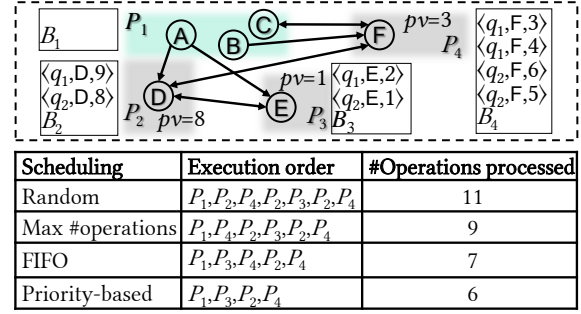 B₁
P₁
A
B
C
F
pv=3
P₄
⟨q₁,F,3⟩
⟨q₁,F,4⟩
⟨q₂,F,6⟩
⟨q₂,F,5⟩
B₄
⟨q₁,D,9⟩
⟨q₂,D,8⟩
B₂
P₂
D
pv=8
pv=1
E
P₃
⟨q₁,E,2⟩
⟨q₂,E,1⟩
B₃
Scheduling Execution order #Operations processed
Random P₁,P₂,P₄,P₂,P₃,P₂,P₄ 11
Max #operations P₁,P₄,P₂,P₃,P₂,P₄ 9
FIFO P₁,P₃,P₄,P₂,P₄ 7
Priority-based P₁,P₃,P₂,P₄ 6